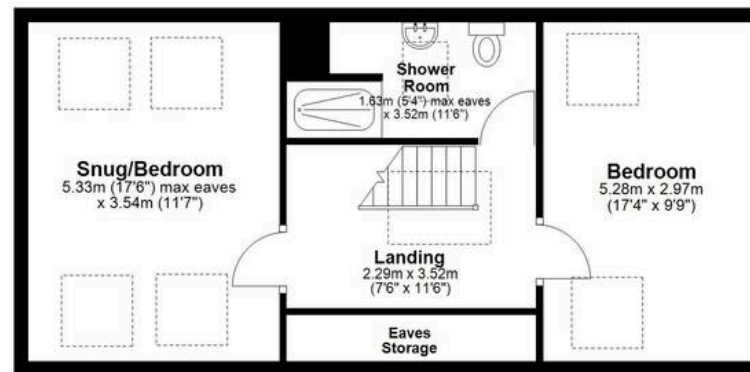 Shower
Room
1.63m (5'4") max eaves
x 3.52m (11'6")
Snug/Bedroom
5.33m (17'6") max eaves
x 3.54m (11'7")
Bedroom
5.28m x 2.97m
(17'4" x 9'9")
Landing
2.29m x 3.52m
(7'6" x 11'6")
Eaves
Storage